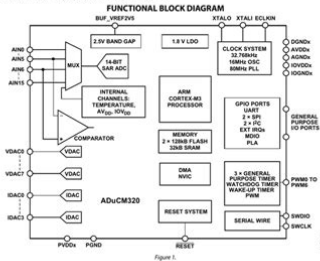 FUNCTIONAL BLOCK DIAGRAM
BUF_VREF2V5
XTALO XTALI ECLKIN
2.5V BAND GAP
1.8 V LDO
CLOCK SYSTEM
32.768kHz
16MHz OSC
80MHz PLL
DGNDx
AVDDx
AGNDx
IOVDDx
IOGNDx
AIN0
AIN5
AIN6
AIN15
MUX
14-BIT
SAR ADC
INTERNAL
CHANNELS:
TEMPERATURE,
AVDD, IOVDD
COMPARATOR
ARM
CORTEX-M3
PROCESSOR
GPIO PORTS
UART
2 × SPI
2 × I2C
EXT IRQs
MDIO
PLA
GENERAL
PURPOSE
I/O PORTS
VDAC0
VDAC
MEMORY
2 × 128kB FLASH
32kB SRAM
VDAC7
VDAC
DMA
NVIC
3 × GENERAL
PURPOSE TIMER
WATCHDOG TIMER
WAKE-UP TIMER
PWM
PWM0 TO
PWM6
IDAC0
IDAC
ADuCM320
IDAC3
IDAC
RESET SYSTEM
SERIAL WIRE
SWDIO
SWCLK
PVDDx
PGND
RESET
Figure 1.